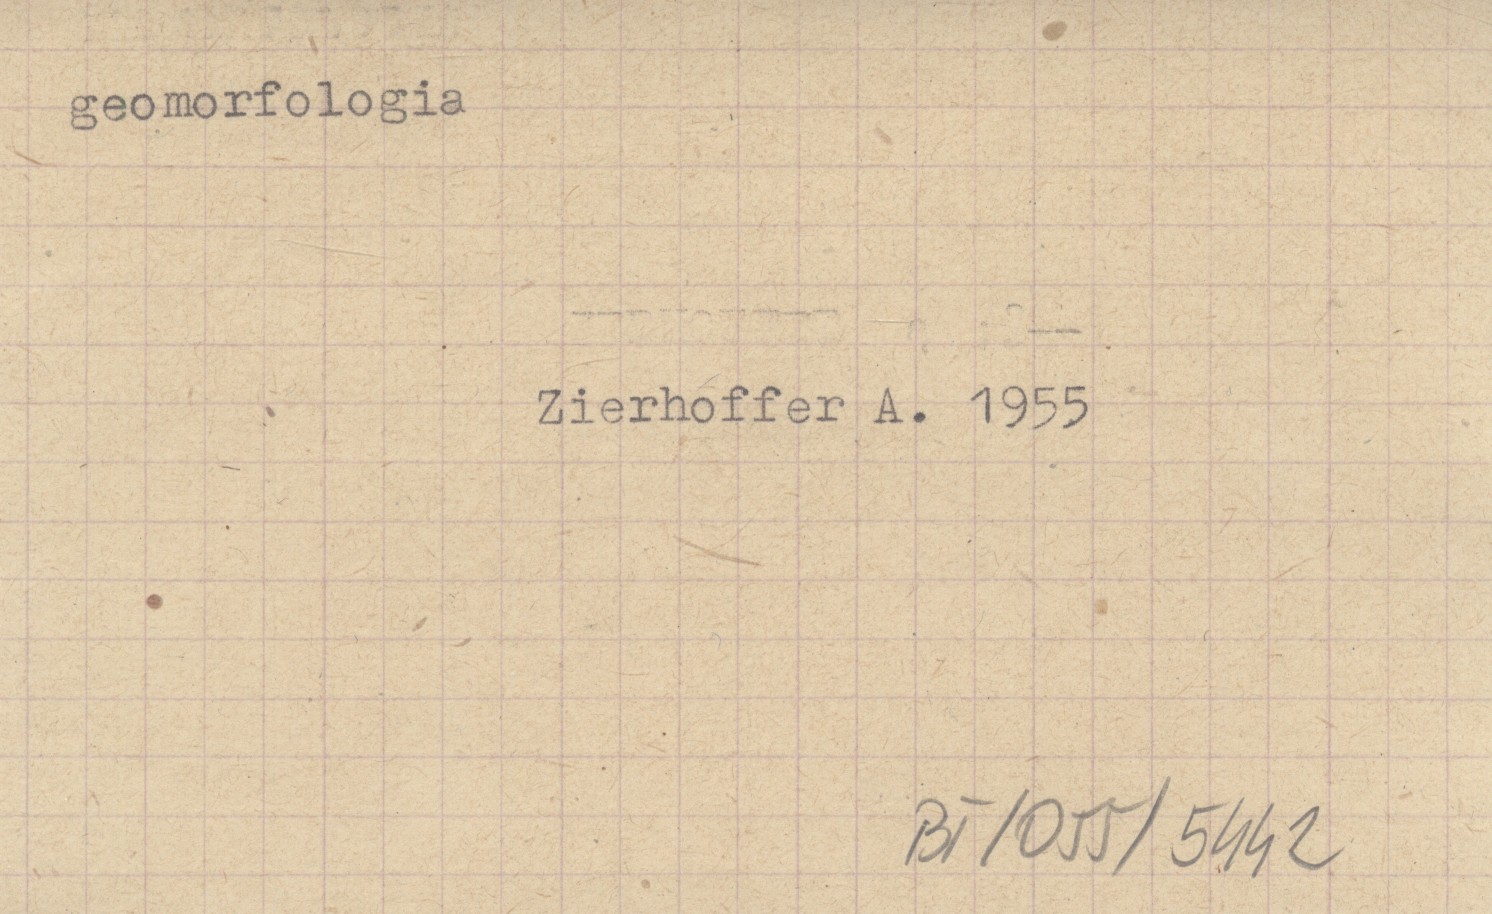 geomorfologia
Zierhoffer A. 1955
BI/055/5442